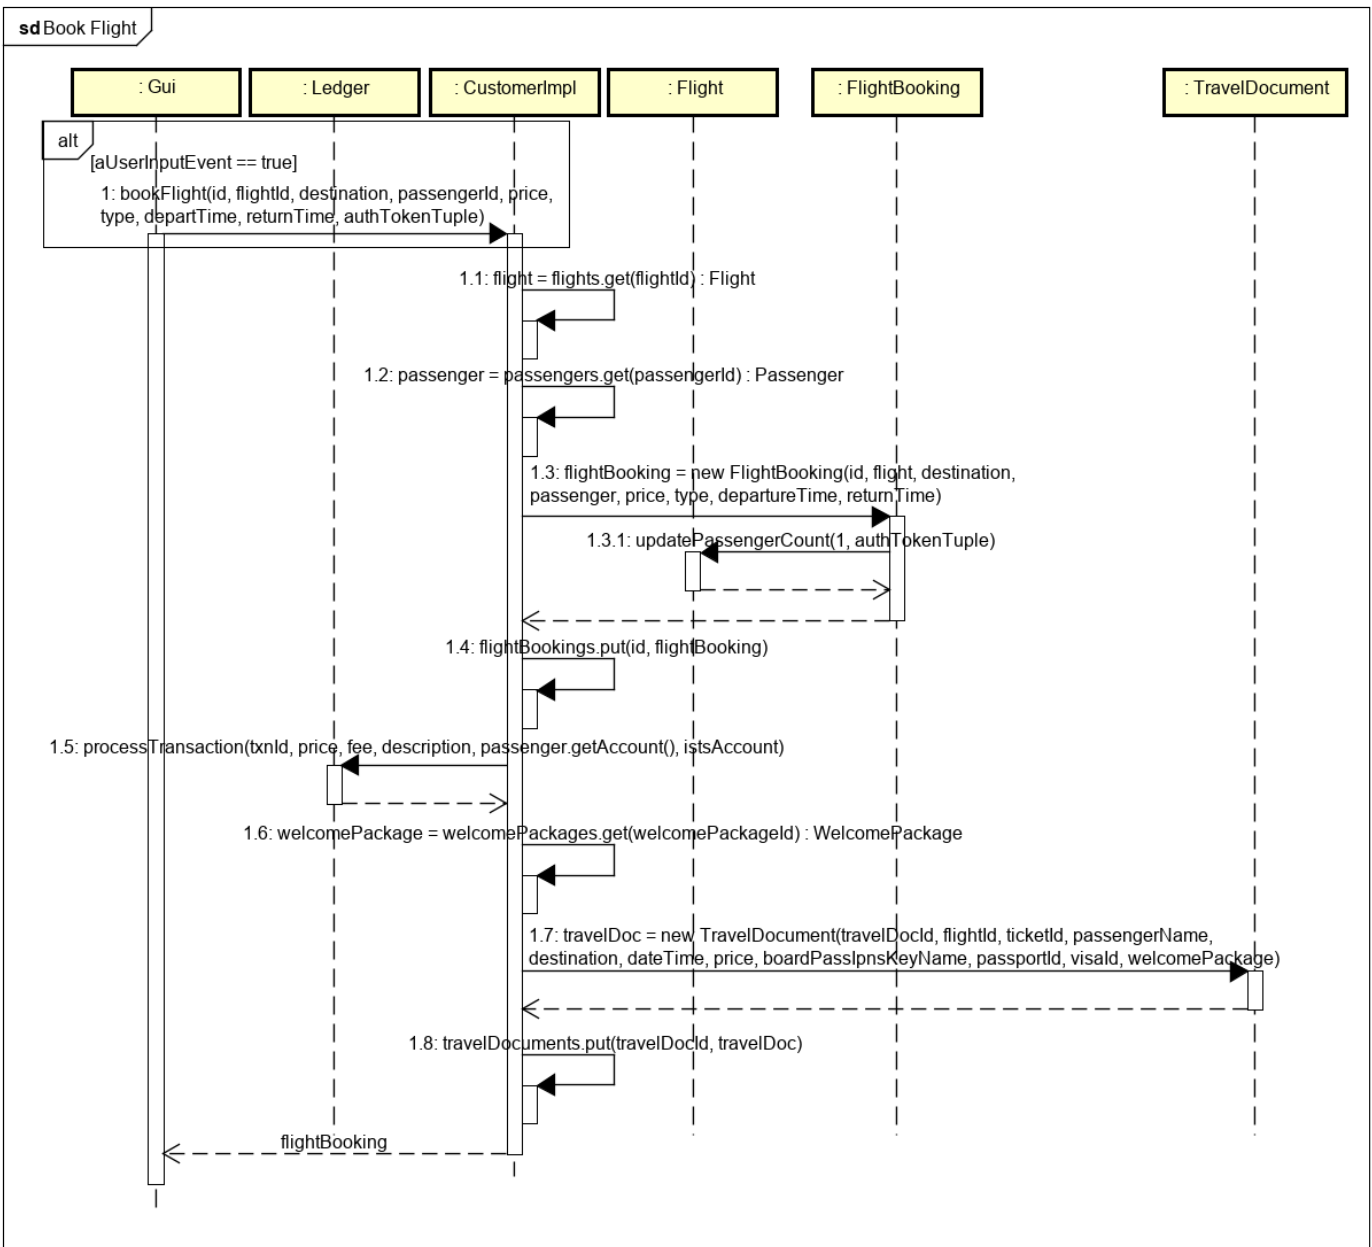 sd Book Flight
: Gui
: Ledger
: CustomerImpl
: Flight
: FlightBooking
: TravelDocument
alt
[aUserInputEvent == true]
1: bookFlight(id, flightId, destination, passengerId, price,
type, departTime, returnTime, authTokenTuple)
1.1: flight = flights.get(flightId) : Flight
1.2: passenger = passengers.get(passengerId) : Passenger
1.3: flightBooking = new FlightBooking(id, flight, destination,
passenger, price, type, departureTime, returnTime)
1.3.1: updatePassengerCount(1, authTokenTuple)
1.4: flightBookings.put(id, flightBooking)
1.5: processTransaction(txnId, price, fee, description, passenger.getAccount(), istsAccount)
1.6: welcomePackage = welcomePackages.get(welcomePackageId) : WelcomePackage
1.7: travelDoc = new TravelDocument(travelDocId, flightId, ticketId, passengerName,
destination, dateTime, price, boardPassIpnsKeyName, passportId, visaId, welcomePackage)
1.8: travelDocuments.put(travelDocId, travelDoc)
flightBooking